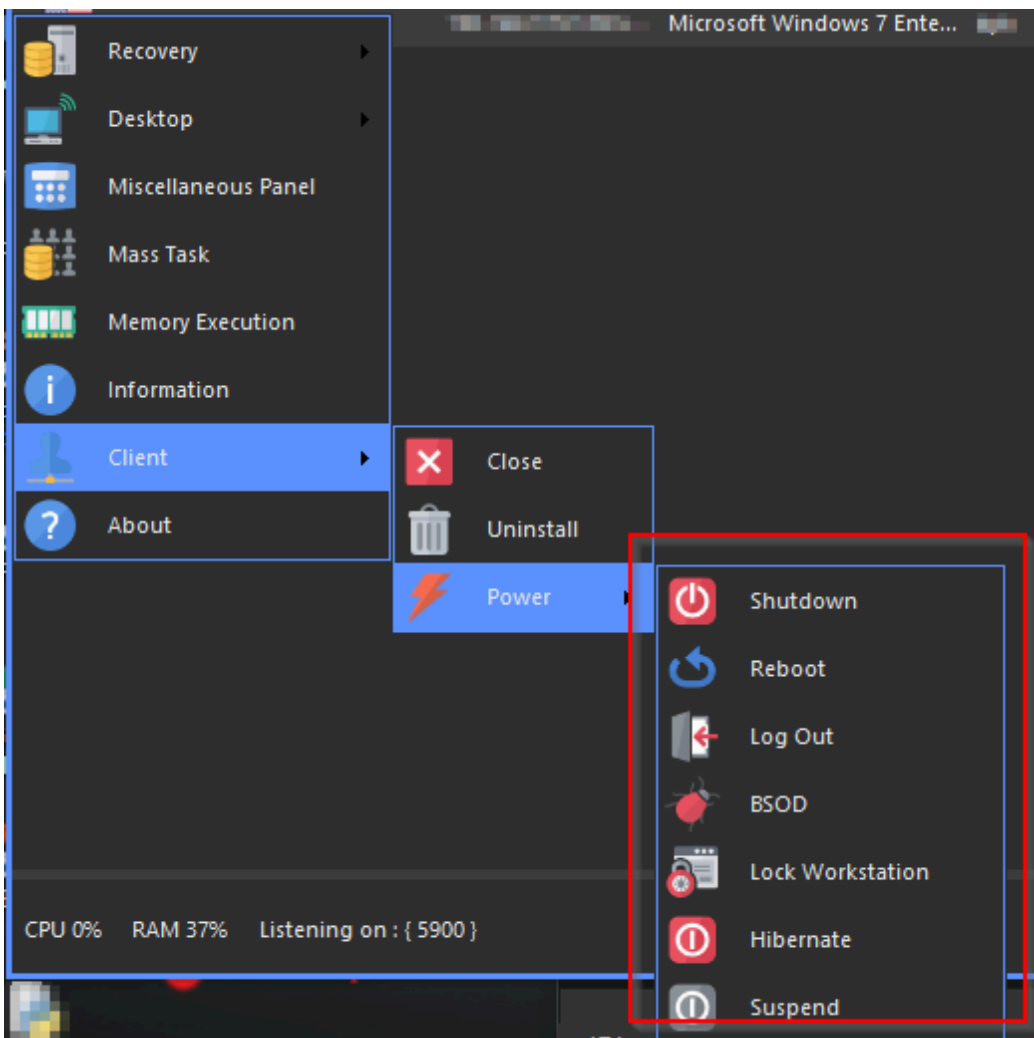 Microsoft Windows 7 Ente...
Recovery
Desktop
Miscellaneous Panel
Mass Task
Memory Execution
Information
Client
About
Close
Uninstall
Power
Shutdown
Reboot
Log Out
BSOD
Lock Workstation
Hibernate
Suspend
CPU 0% RAM 37% Listening on : { 5900 }